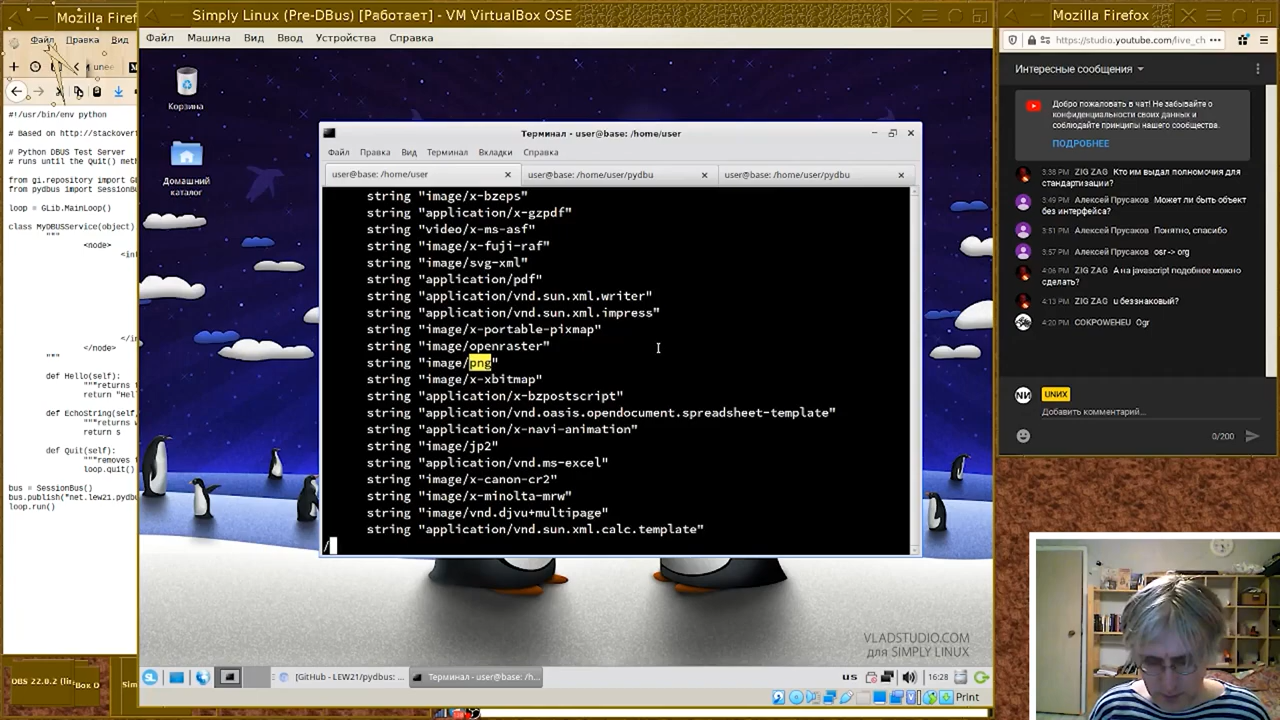 Mozilla Firef
Simply Linux (Pre-DBus) [Работает] - VM VirtualBox OSE
Mozilla Firefox
Файл Правка Вид
Файл Машина Вид Ввод Устройства Справка
https://studio.youtube.com/live_ch
Интересные сообщения
Добро пожаловать в чат! Не забывайте о
конфиденциальности своих данных и
соблюдайте принципы нашего сообщества.
ПОДРОБНЕЕ
3:38 PM ZIG ZAG Кто им выдал полномочия для
стандартизации?
3:49 PM Алексей Прусаков Может ли быть объект
без интерфейса?
3:51 PM Алексей Прусаков Понятно, спасибо
3:57 PM Алексей Прусаков osr -> org
4:06 PM ZIG ZAG А на javascript подобное можно
сделать?
4:13 PM ZIG ZAG u беззнаковый?
4:20 PM COKPOWEHEU Ogr
NИ UNИX
Добавить комментарий...
0/200
#!/usr/bin/env python
# Based on http://stackover
# Python DBUS Test Server
# runs until the Quit() meth
from gi.repository import GL
from pydbus import SessionBu
loop = GLib.MainLoop()
class MyDBUSService(object)
"""
<node>
<int
</in
</node>
"""
def Hello(self):
"""returns t
return "Hell
def EchoString(self,
"""returns w
return s
def Quit(self):
"""removes t
loop.quit()
bus = SessionBus()
bus.publish("net.lew21.pydbu
loop.run()
Корзина
Домашний
каталог
Терминал - user@base: /home/user
Файл Правка Вид Терминал Вкладки Справка
user@base: /home/user
user@base: /home/user/pydbu
user@base: /home/user/pydbu
string "image/x-bzeps"
string "application/x-gzpdf"
string "video/x-ms-asf"
string "image/x-fuji-raf"
string "image/svg-xml"
string "application/pdf"
string "application/vnd.sun.xml.writer"
string "application/vnd.sun.xml.impress"
string "image/x-portable-pixmap"
string "image/openraster"
string "image/png"
string "image/x-xbitmap"
string "application/x-bzpostscript"
string "application/vnd.oasis.opendocument.spreadsheet-template"
string "application/x-navi-animation"
string "image/jp2"
string "application/vnd.ms-excel"
string "image/x-canon-cr2"
string "image/x-minolta-mrw"
string "image/vnd.djvu+multipage"
string "application/vnd.sun.xml.calc.template"
/
VLADSTUDIO.COM
для SIMPLY LINUX
SL
[GitHub - LEW21/pydbus: ...
Терминал - user@base: /h...
us
16:28
Print